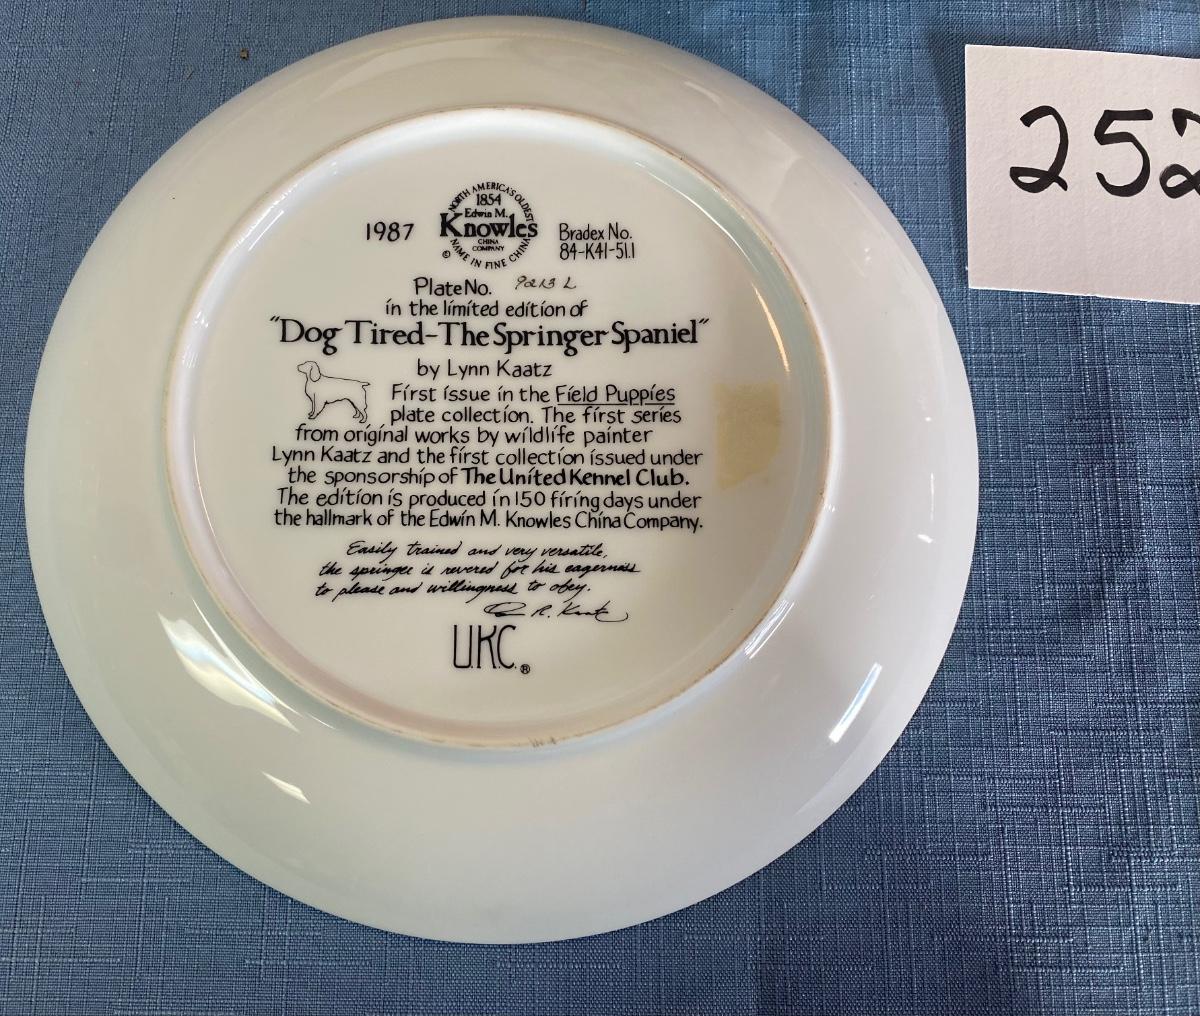 NORTH AMERICA'S OLDEST
1854
Edwin M.
Knowles
CHINA
COMPANY
© NAME IN FINE CHINA
1987
Bradex No.
84-K41-51.1
Plate No. 9213 L
in the limited edition of
"Dog Tired-The Springer Spaniel"
by Lynn Kaatz
First issue in the Field Puppies
plate collection. The first series
from original works by wildlife painter
Lynn Kaatz and the first collection issued under
the sponsorship of The United Kennel Club.
The edition is produced in 150 firing days under
the hallmark of the Edwin M. Knowles China Company.
Easily trained and very versatile,
the springer is revered for his eagerness
to please and willingness to obey.
R. Kaatz
U.K.C.®
252